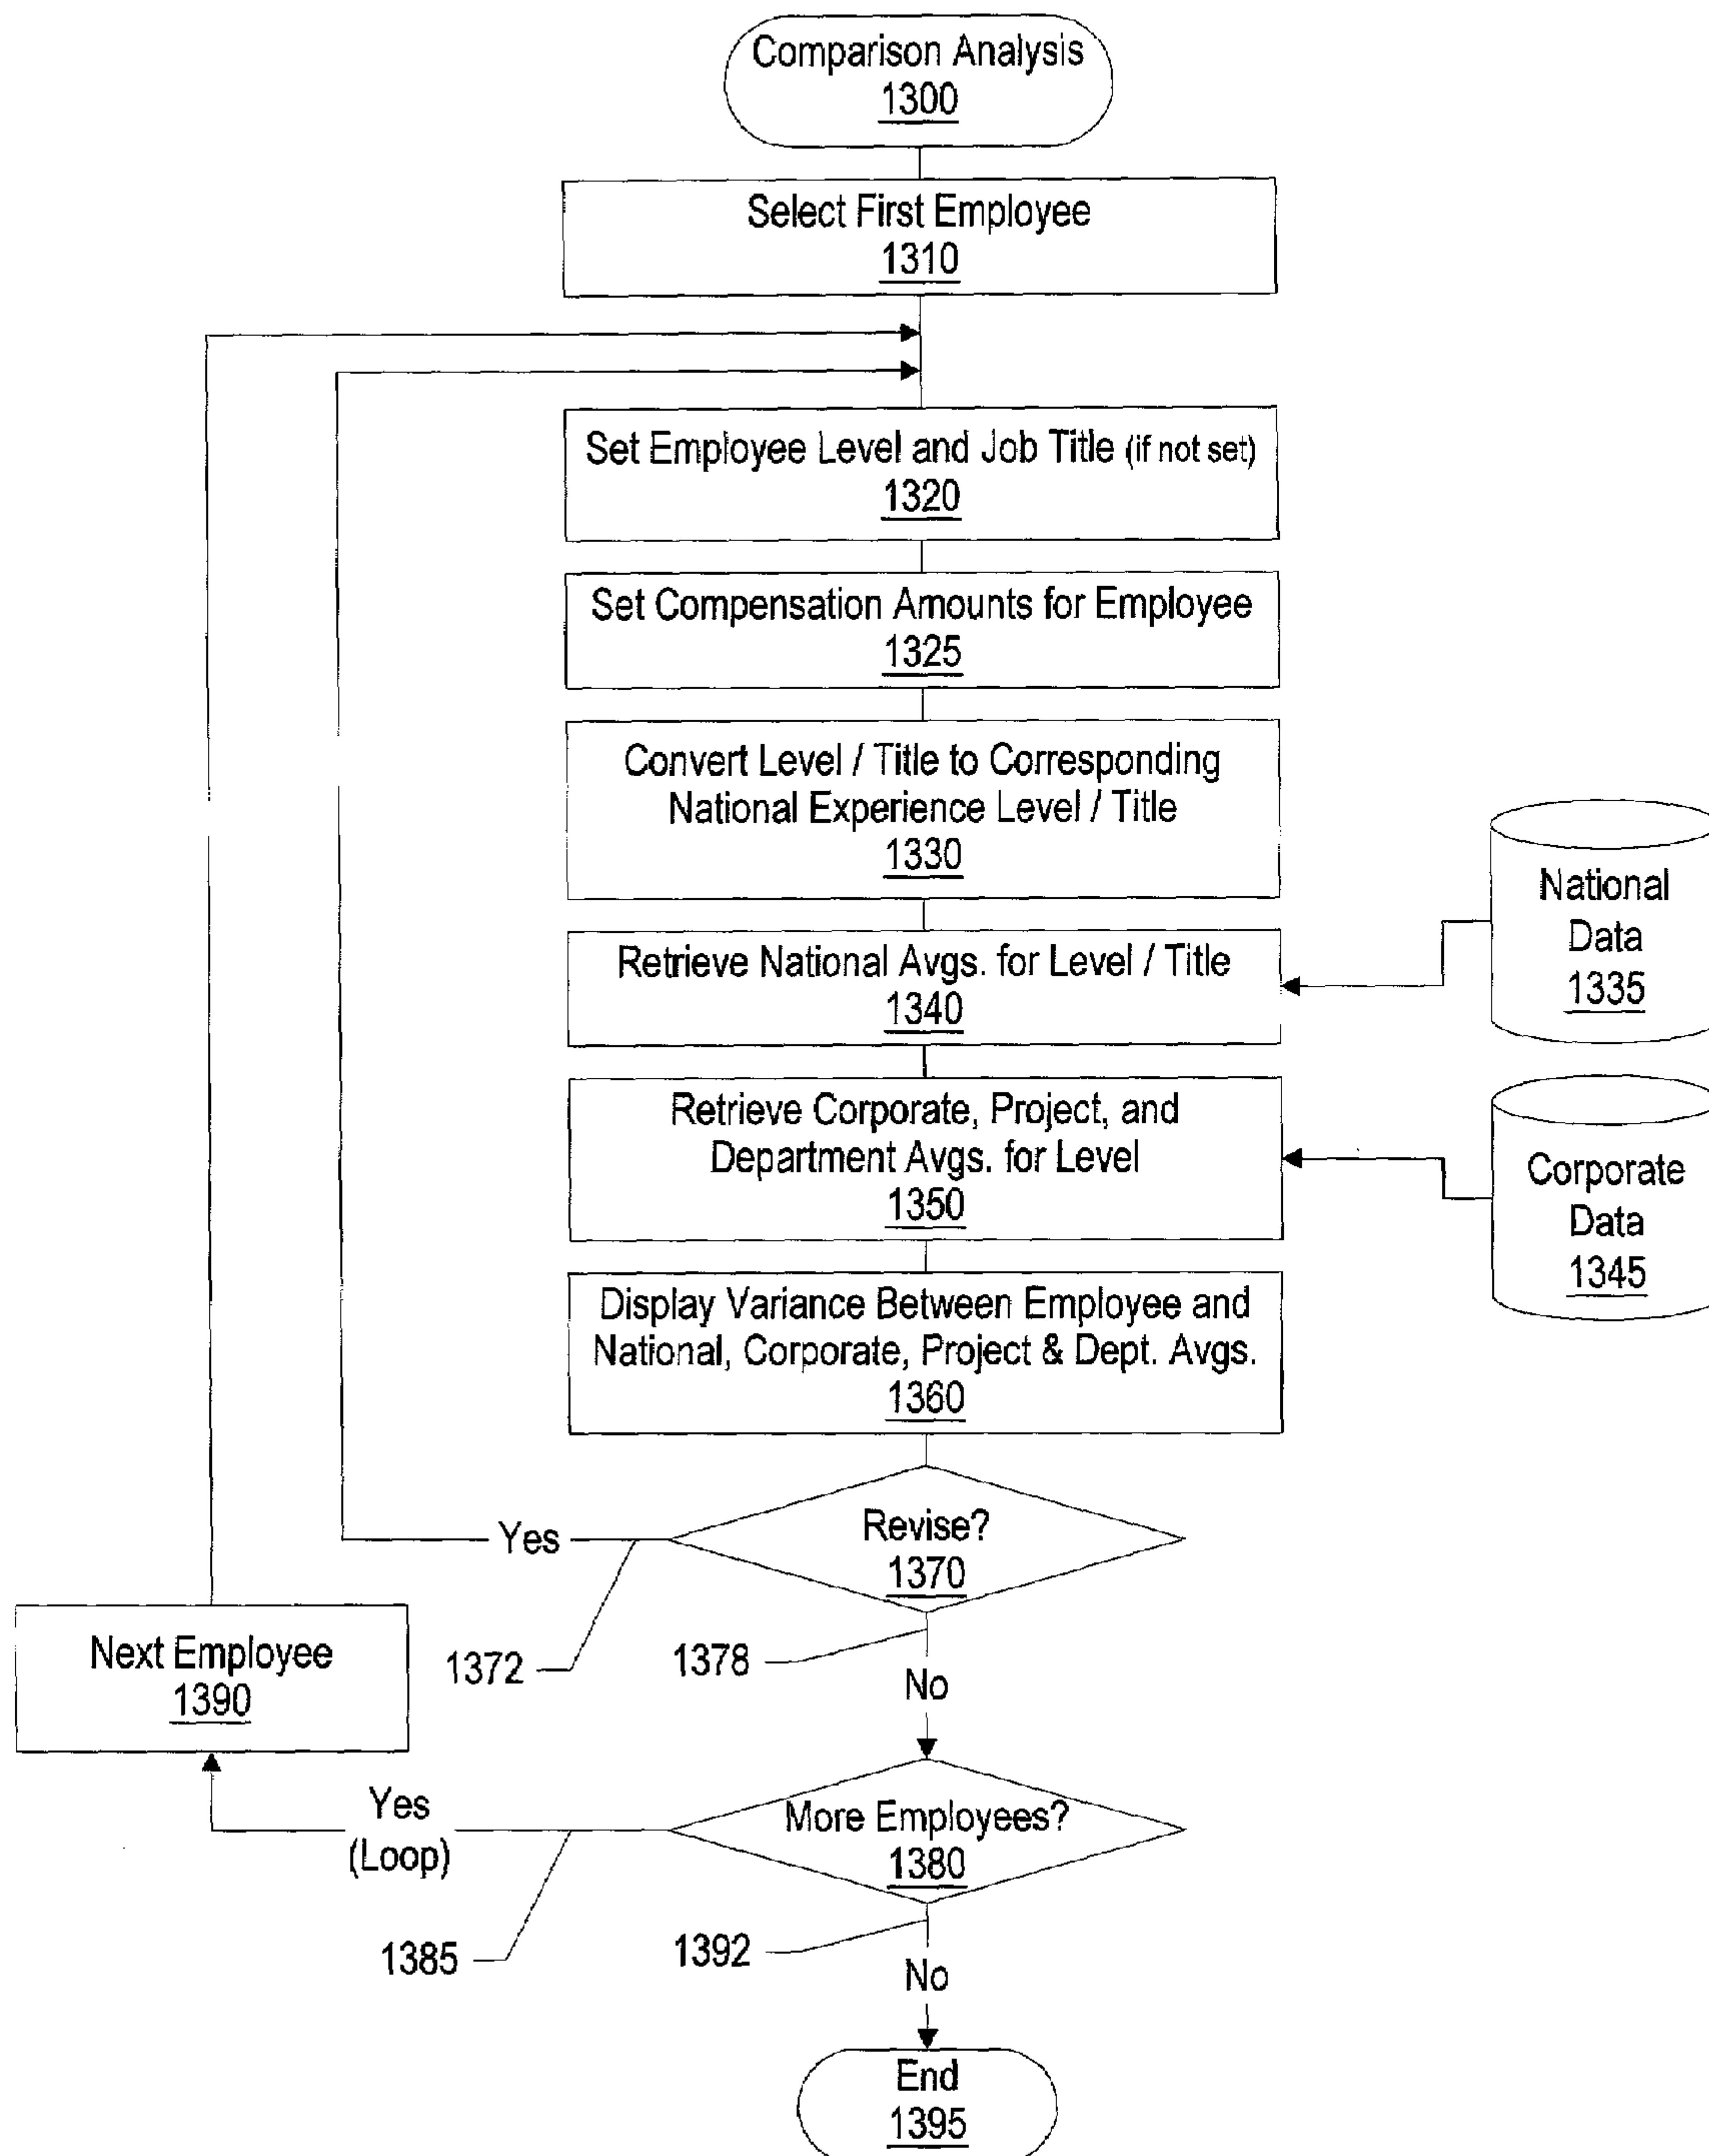 Comparison Analysis
1300
Select First Employee
1310
Set Employee Level and Job Title (if not set)
1320
Set Compensation Amounts for Employee
1325
Convert Level / Title to Corresponding
National Experience Level / Title
1330
National
Data
1335
Retrieve National Avgs. for Level / Title
1340
Retrieve Corporate, Project, and
Department Avgs. for Level
1350
Corporate
Data
1345
Display Variance Between Employee and
National, Corporate, Project & Dept. Avgs.
1360
Revise?
1370
Yes
1372
1378
No
Next Employee
1390
More Employees?
1380
Yes
(Loop)
1385
1392
No
End
1395